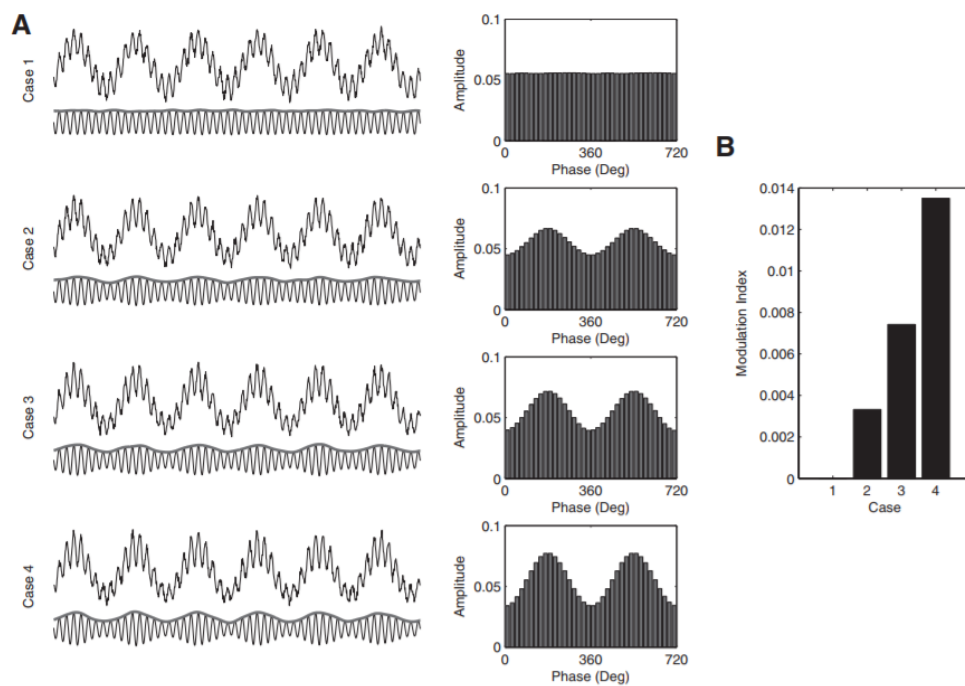 A
Case 1
0.1
0.05
0
Amplitude
0 360 720
Phase (Deg)
Case 2
0.1
0.05
0
Amplitude
0 360 720
Phase (Deg)
Case 3
0.1
0.05
0
Amplitude
0 360 720
Phase (Deg)
Case 4
0.1
0.05
0
Amplitude
0 360 720
Phase (Deg)
B
0.014
0.012
0.01
0.008
0.006
0.004
0.002
0
Modulation Index
1 2 3 4
Case